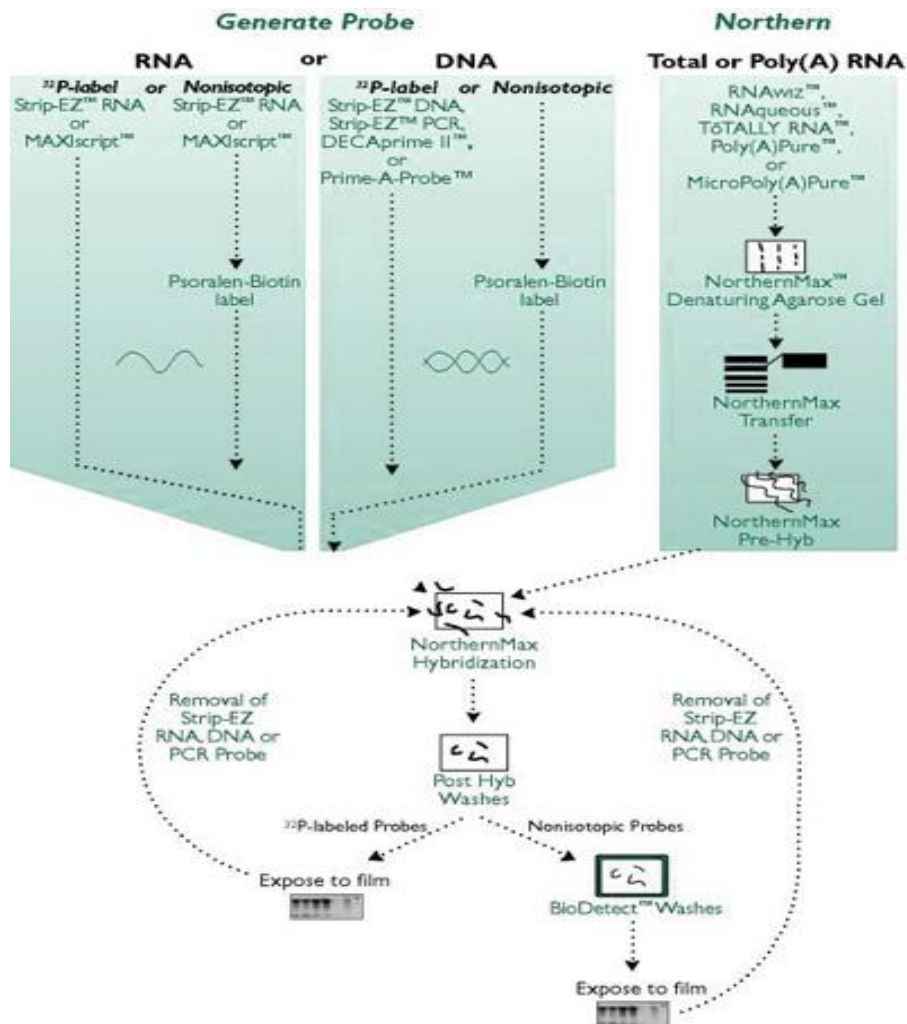 Generate Probe
RNA or DNA
³²P-label or Nonisotopic
Strip-EZ™ RNA
or
MAXIscript™
Strip-EZ™ RNA
or
MAXIscript™
Psoralen-Biotin
label
³²P-label or Nonisotopic
Strip-EZ™ DNA,
Strip-EZ™ PCR,
DECAprime II™,
or
Prime-A-Probe™
Psoralen-Biotin
label
Northern
Total or Poly(A) RNA
RNAwiz™,
RNAqueous™,
TōTALLY RNA™,
Poly(A)Pure™,
or
MicroPoly(A)Pure™
NorthernMax™
Denaturing Agarose Gel
NorthernMax
Transfer
NorthernMax
Pre-Hyb
NorthernMax
Hybridization
Removal of
Strip-EZ
RNA, DNA or
PCR Probe
Removal of
Strip-EZ
RNA, DNA or
PCR Probe
Post Hyb
Washes
³²P-labeled Probes
Nonisotopic Probes
Expose to film
BioDetect™ Washes
Expose to film